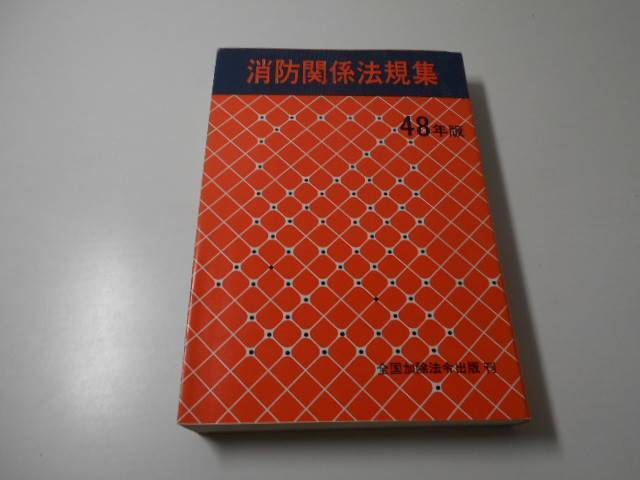 消防関係法規集
48年版
全国加除法令出版 刊